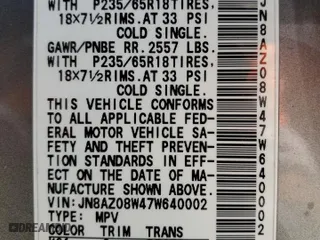 WITH P235/65R18TIRES,
18×7½RIMS.AT 33 PSI
COLD SINGLE.
GAWR/PNBE RR. 2557 LBS.
WITH P235/65R18TIRES,
18×7½RIMS.AT 33 PSI
COLD SINGLE.
THIS VEHICLE CONFORMS
TO ALL APPLICABLE FED-
ERAL MOTOR VEHICLE SA-
FETY AND THEFT PREVEN-
TION STANDARDS IN EFF-
ECT ON THE DATE OF MA-
NUFACTURE SHOWN ABOVE.
VIN:JN8AZ08W47W640002
TYPE: MPV
COLOR TRIM TRANS
JN8AZ08W47W640002
AUTOBIDMASTER